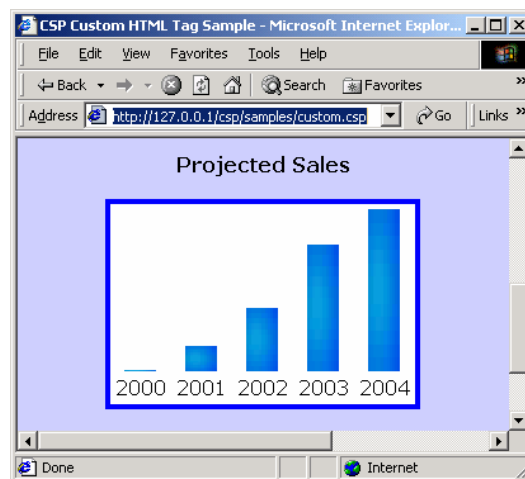 CSP Custom HTML Tag Sample - Microsoft Internet Explor...
File Edit View Favorites Tools Help
Back Search Favorites »
Address http://127.0.0.1/csp/samples/custom.csp Go Links »
Projected Sales
2000 2001 2002 2003 2004
Done Internet